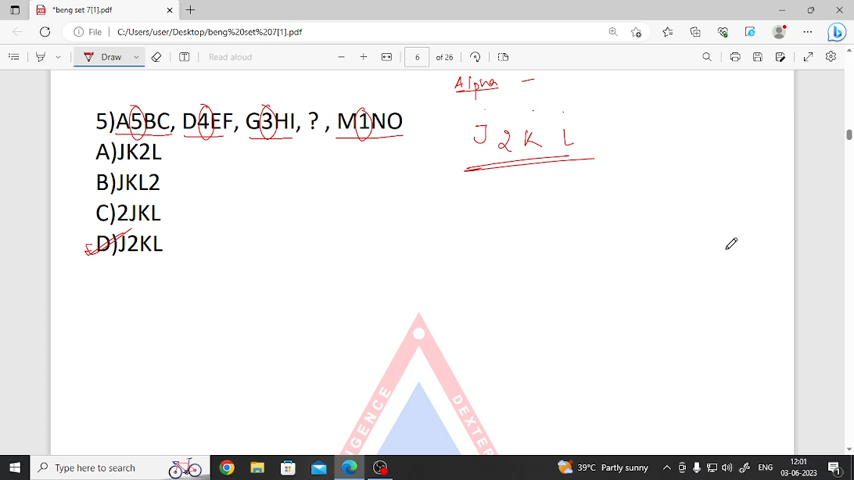 *beng set 7[1].pdf
File C:/Users/user/Desktop/beng%20set%207[1].pdf
Draw Read aloud 6 of 26
Alpha –
5)A5BC, D4EF, G3HI, ? , M1NO
J 2 K L
A)JK2L
B)JKL2
C)2JKL
D)J2KL
IGENCE DEXTER
Type here to search 39°C Partly sunny ENG 12:01
03-06-2023